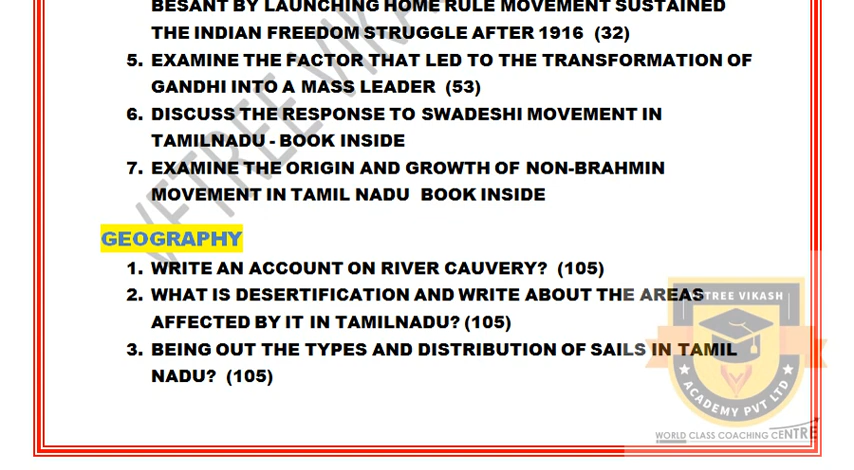 BESANT BY LAUNCHING HOME RULE MOVEMENT SUSTAINED
THE INDIAN FREEDOM STRUGGLE AFTER 1916 (32)
5. EXAMINE THE FACTOR THAT LED TO THE TRANSFORMATION OF
GANDHI INTO A MASS LEADER (53)
6. DISCUSS THE RESPONSE TO SWADESHI MOVEMENT IN
TAMILNADU - BOOK INSIDE
7. EXAMINE THE ORIGIN AND GROWTH OF NON-BRAHMIN
MOVEMENT IN TAMIL NADU BOOK INSIDE
GEOGRAPHY
1. WRITE AN ACCOUNT ON RIVER CAUVERY? (105)
2. WHAT IS DESERTIFICATION AND WRITE ABOUT THE AREAS
AFFECTED BY IT IN TAMILNADU? (105)
3. BEING OUT THE TYPES AND DISTRIBUTION OF SAILS IN TAMIL
NADU? (105)
TREE VIKASH
ACADEMY PVT LTD
WORLD CLASS COACHING CENTRE